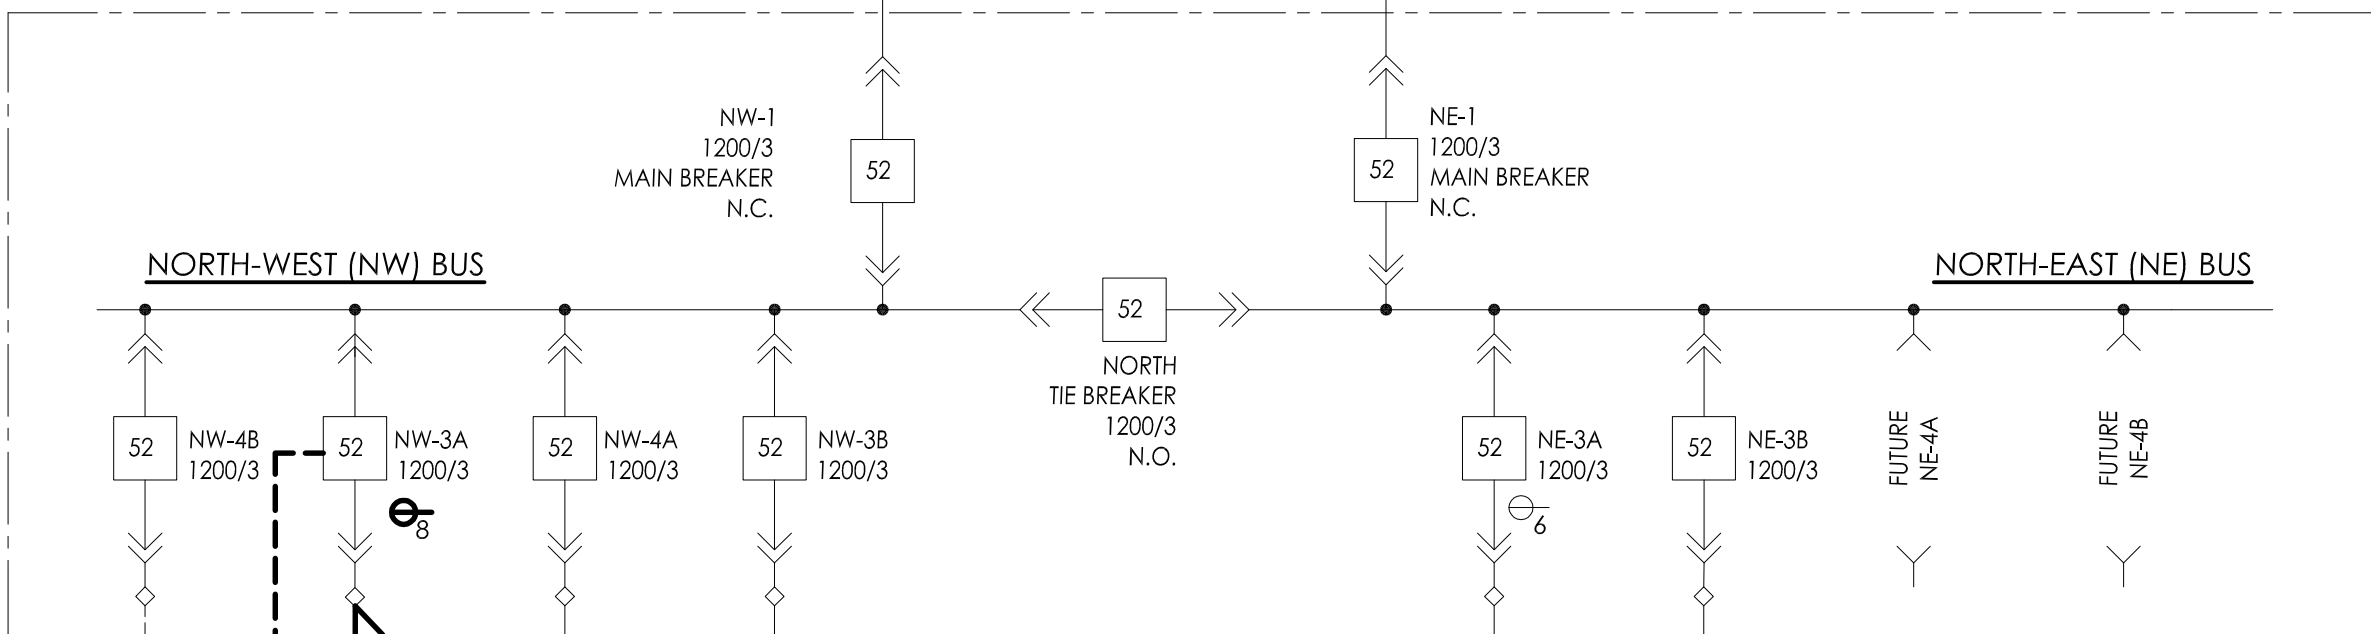 NW-1
1200/3
MAIN BREAKER
N.C.
52
NE-1
1200/3
MAIN BREAKER
N.C.
52
NORTH-WEST (NW) BUS
NORTH-EAST (NE) BUS
52
NORTH
TIE BREAKER
1200/3
N.O.
52
NW-4B
1200/3
52
NW-3A
1200/3
8
52
NW-4A
1200/3
52
NW-3B
1200/3
52
NE-3A
1200/3
6
52
NE-3B
1200/3
FUTURE
NE-4A
FUTURE
NE-4B